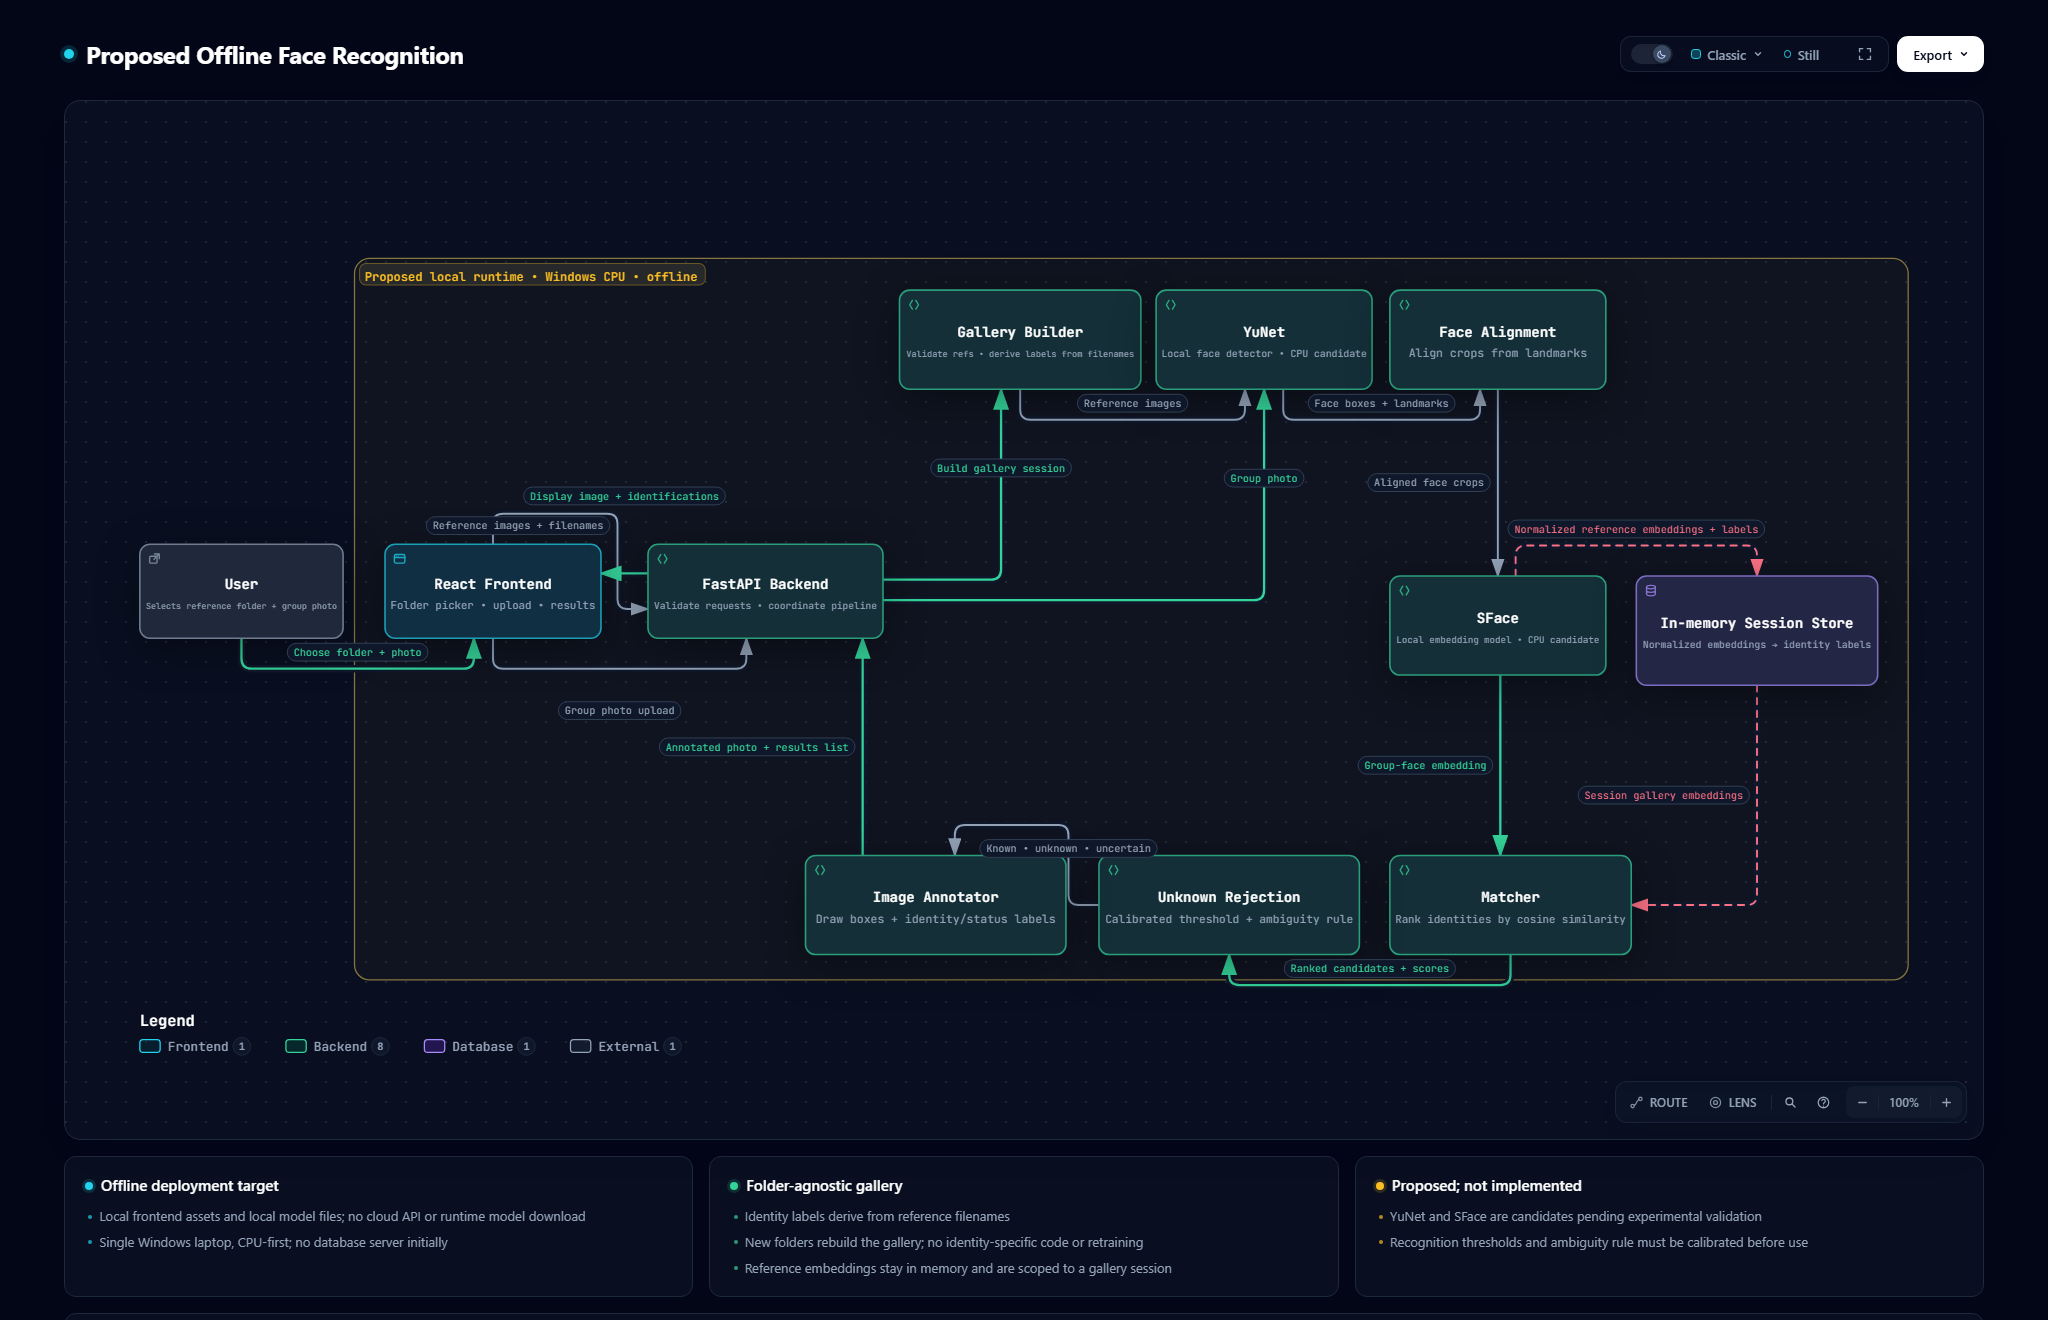 Proposed Offline Face Recognition
Classic
Still
Export
Proposed local runtime • Windows CPU • offline
Gallery Builder
Validate refs • derive labels from filenames
YuNet
Local face detector • CPU candidate
Face Alignment
Align crops from landmarks
Reference images
Face boxes + landmarks
Build gallery session
Group photo
Aligned face crops
Display image + identifications
Reference images + filenames
Normalized reference embeddings + labels
User
Selects reference folder + group photo
React Frontend
Folder picker • upload • results
FastAPI Backend
Validate requests • coordinate pipeline
SFace
Local embedding model • CPU candidate
In-memory Session Store
Normalized embeddings → identity labels
Choose folder + photo
Group photo upload
Annotated photo + results list
Group-face embedding
Session gallery embeddings
Known • unknown • uncertain
Image Annotator
Draw boxes + identity/status labels
Unknown Rejection
Calibrated threshold + ambiguity rule
Matcher
Rank identities by cosine similarity
Ranked candidates + scores
Legend
Frontend 1
Backend 8
Database 1
External 1
ROUTE
LENS
100%
Offline deployment target
• Local frontend assets and local model files; no cloud API or runtime model download
• Single Windows laptop, CPU-first; no database server initially
Folder-agnostic gallery
• Identity labels derive from reference filenames
• New folders rebuild the gallery; no identity-specific code or retraining
• Reference embeddings stay in memory and are scoped to a gallery session
Proposed; not implemented
• YuNet and SFace are candidates pending experimental validation
• Recognition thresholds and ambiguity rule must be calibrated before use